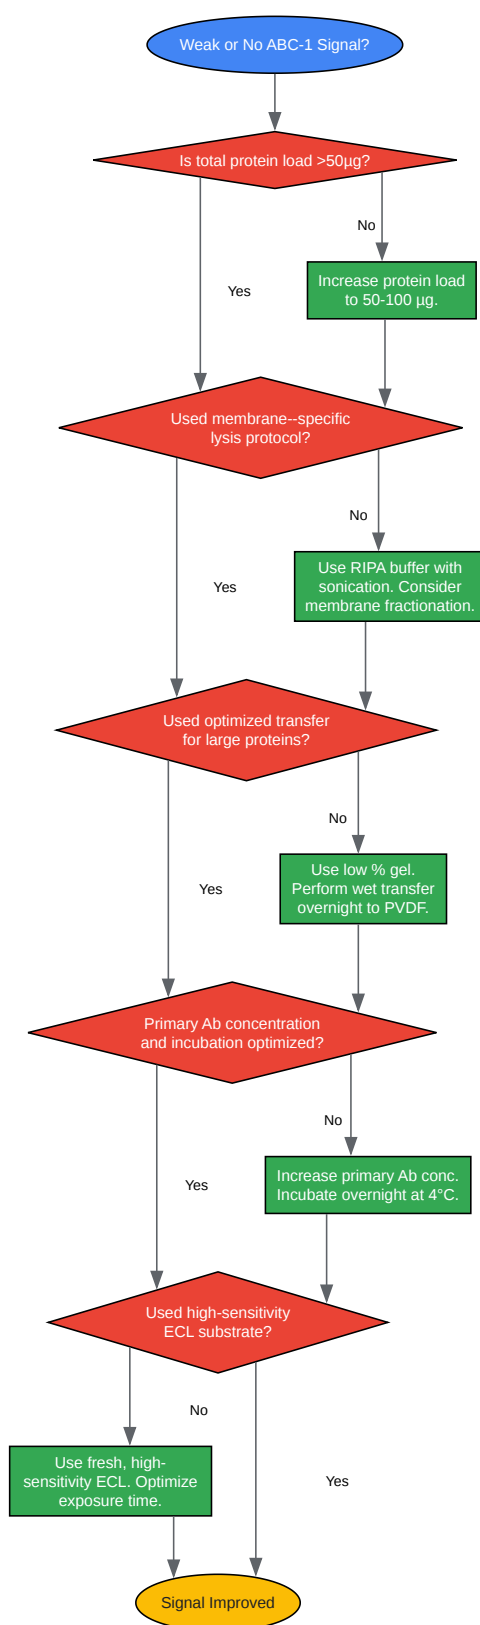 Weak or No ABC-1 Signal?
Is total protein load >50µg?
No
Increase protein load
to 50-100 µg.
Yes
Used membrane--specific
lysis protocol?
No
Use RIPA buffer with
sonication. Consider
membrane fractionation.
Yes
Used optimized transfer
for large proteins?
No
Use low % gel.
Perform wet transfer
overnight to PVDF.
Yes
Primary Ab concentration
and incubation optimized?
No
Increase primary Ab conc.
Incubate overnight at 4°C.
Yes
Used high-sensitivity
ECL substrate?
No
Use fresh, high-
sensitivity ECL. Optimize
exposure time.
Yes
Signal Improved